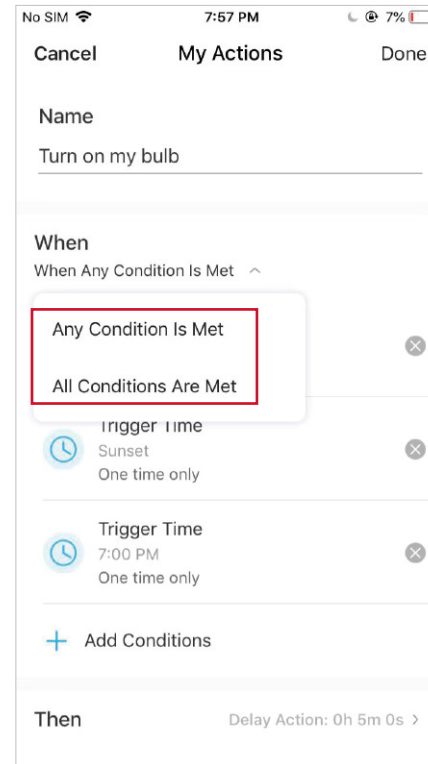 No SIM 7:57 PM 7%
Cancel My Actions Done
Name
Turn on my bulb
When
When Any Condition Is Met
Any Condition Is Met
All Conditions Are Met
Trigger Time
Sunset
One time only
Trigger Time
7:00 PM
One time only
+ Add Conditions
Then Delay Action: 0h 5m 0s >